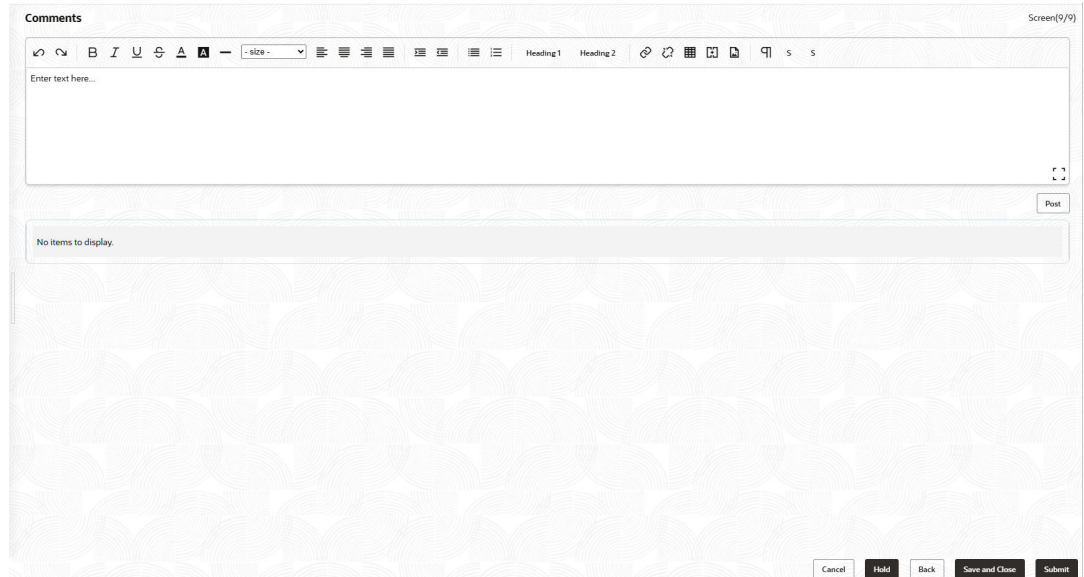 Comments
Screen(9/9)
B I U S A A - size - Heading 1 Heading 2 S S
Enter text here...
Post
No items to display.
Cancel Hold Back Save and Close Submit